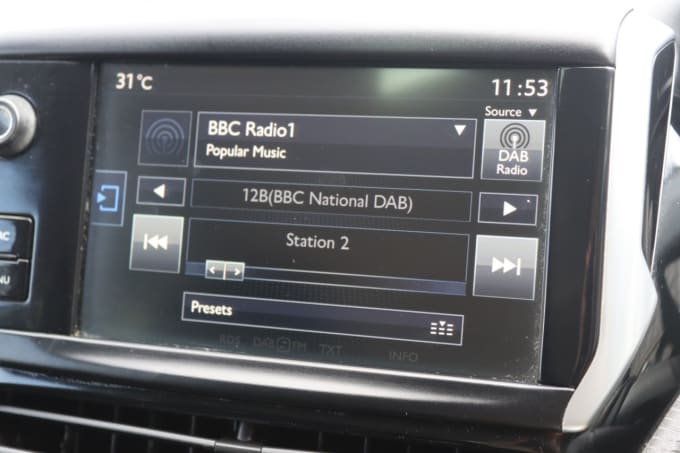 31°C
11:53
Source ▼
BBC Radio1
Popular Music
DAB
Radio
12B(BBC National DAB)
Station 2
Presets
RDS DAB FM TXT INFO